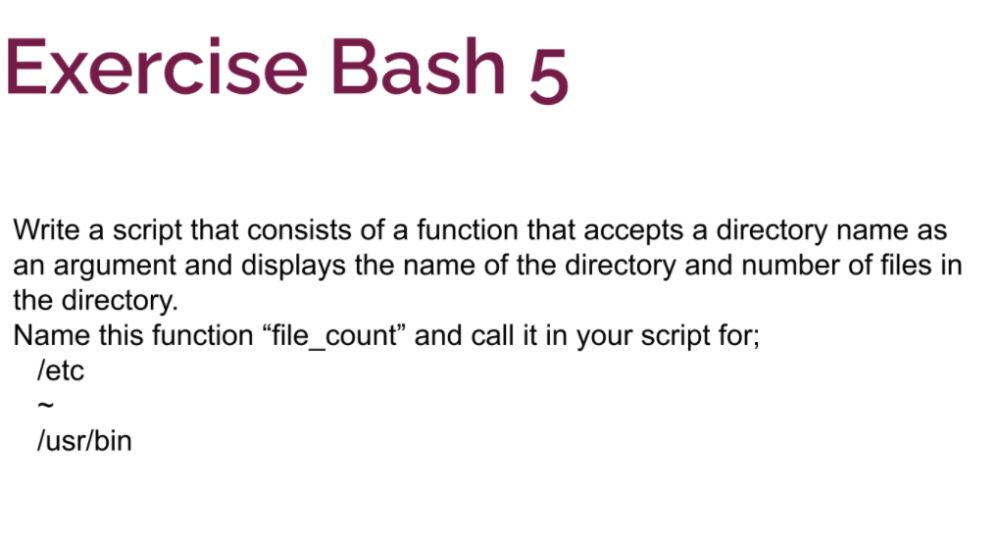 Exercise Bash 5
Write a script that consists of a function that accepts a directory name as
an argument and displays the name of the directory and number of files in
the directory.
Name this function “file_count” and call it in your script for;
/etc
~
/usr/bin